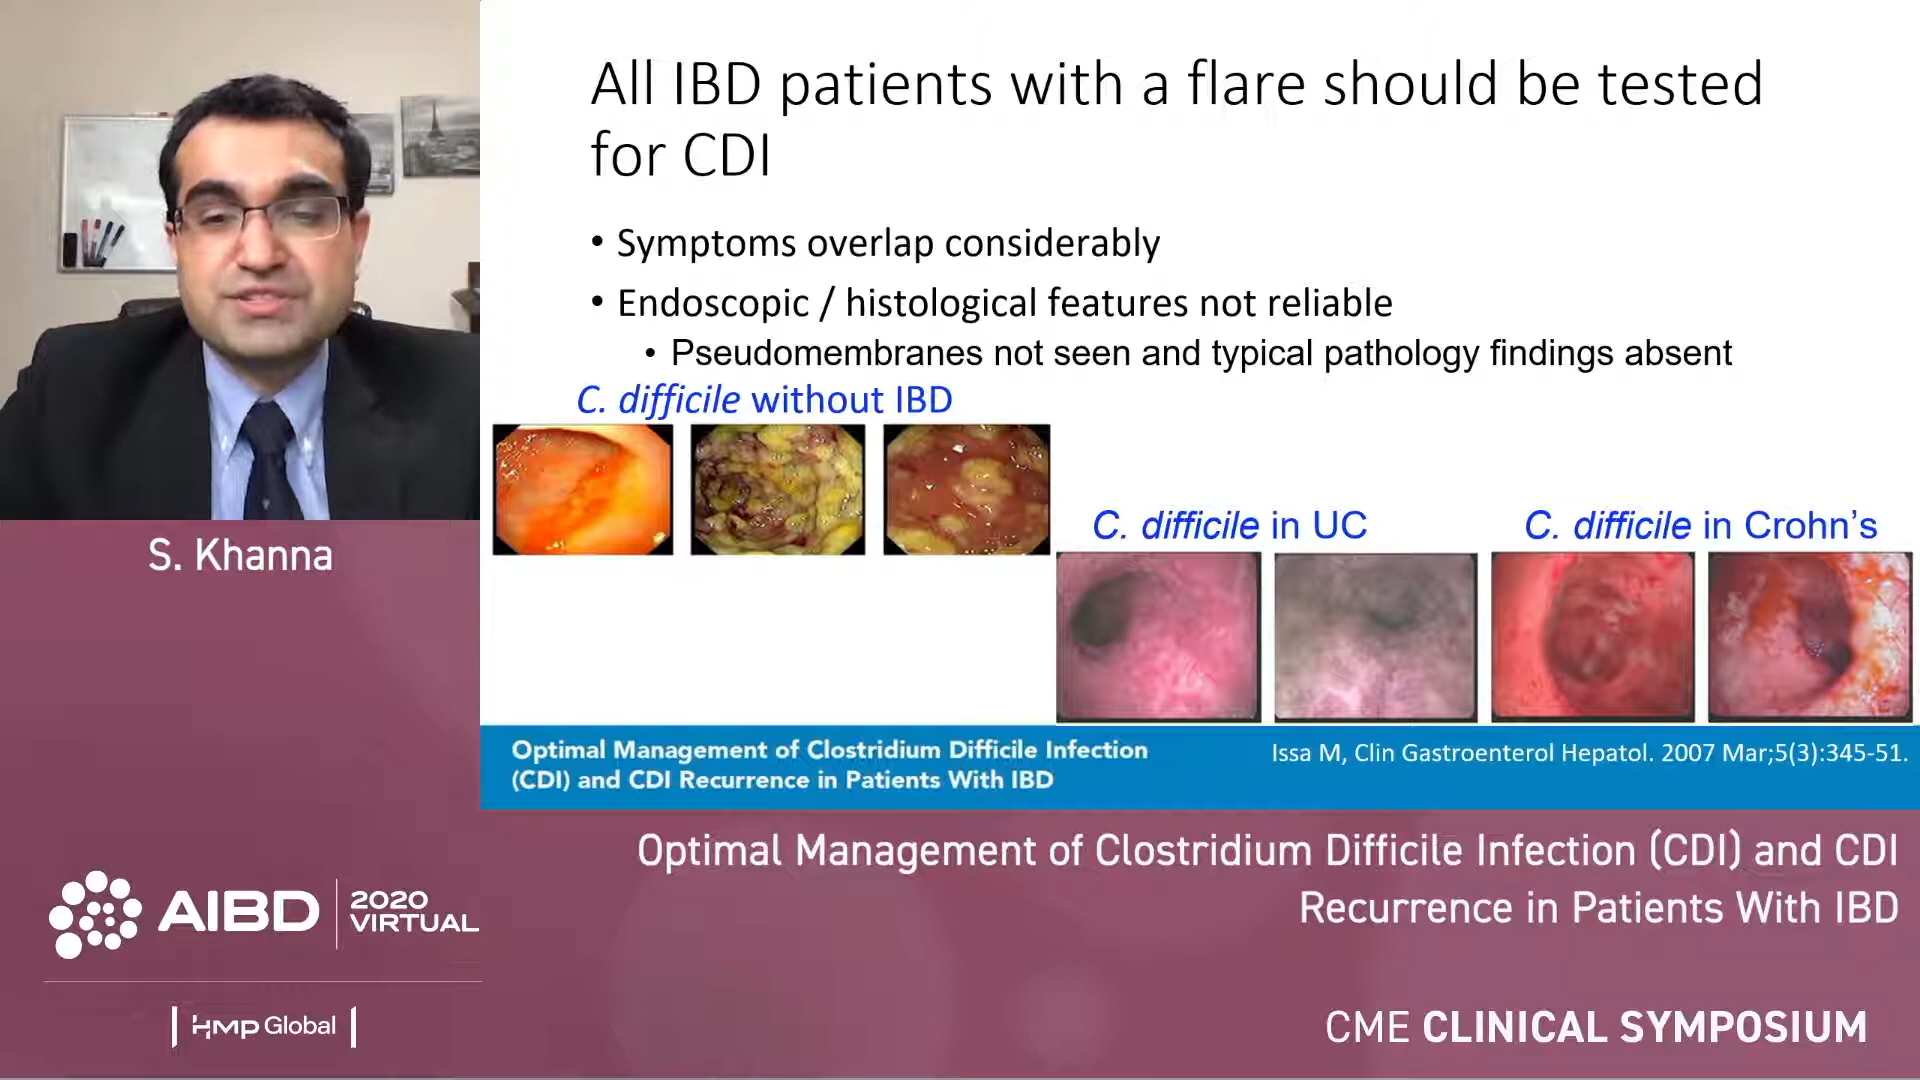 All IBD patients with a flare should be tested
for CDI
• Symptoms overlap considerably
• Endoscopic / histological features not reliable
• Pseudomembranes not seen and typical pathology findings absent
C. difficile without IBD
C. difficile in UC
C. difficile in Crohn’s
S. Khanna
Optimal Management of Clostridium Difficile Infection
(CDI) and CDI Recurrence in Patients With IBD
Issa M, Clin Gastroenterol Hepatol. 2007 Mar;5(3):345-51.
Optimal Management of Clostridium Difficile Infection (CDI) and CDI
Recurrence in Patients With IBD
AIBD
2020
VIRTUAL
HMP Global
CME CLINICAL SYMPOSIUM